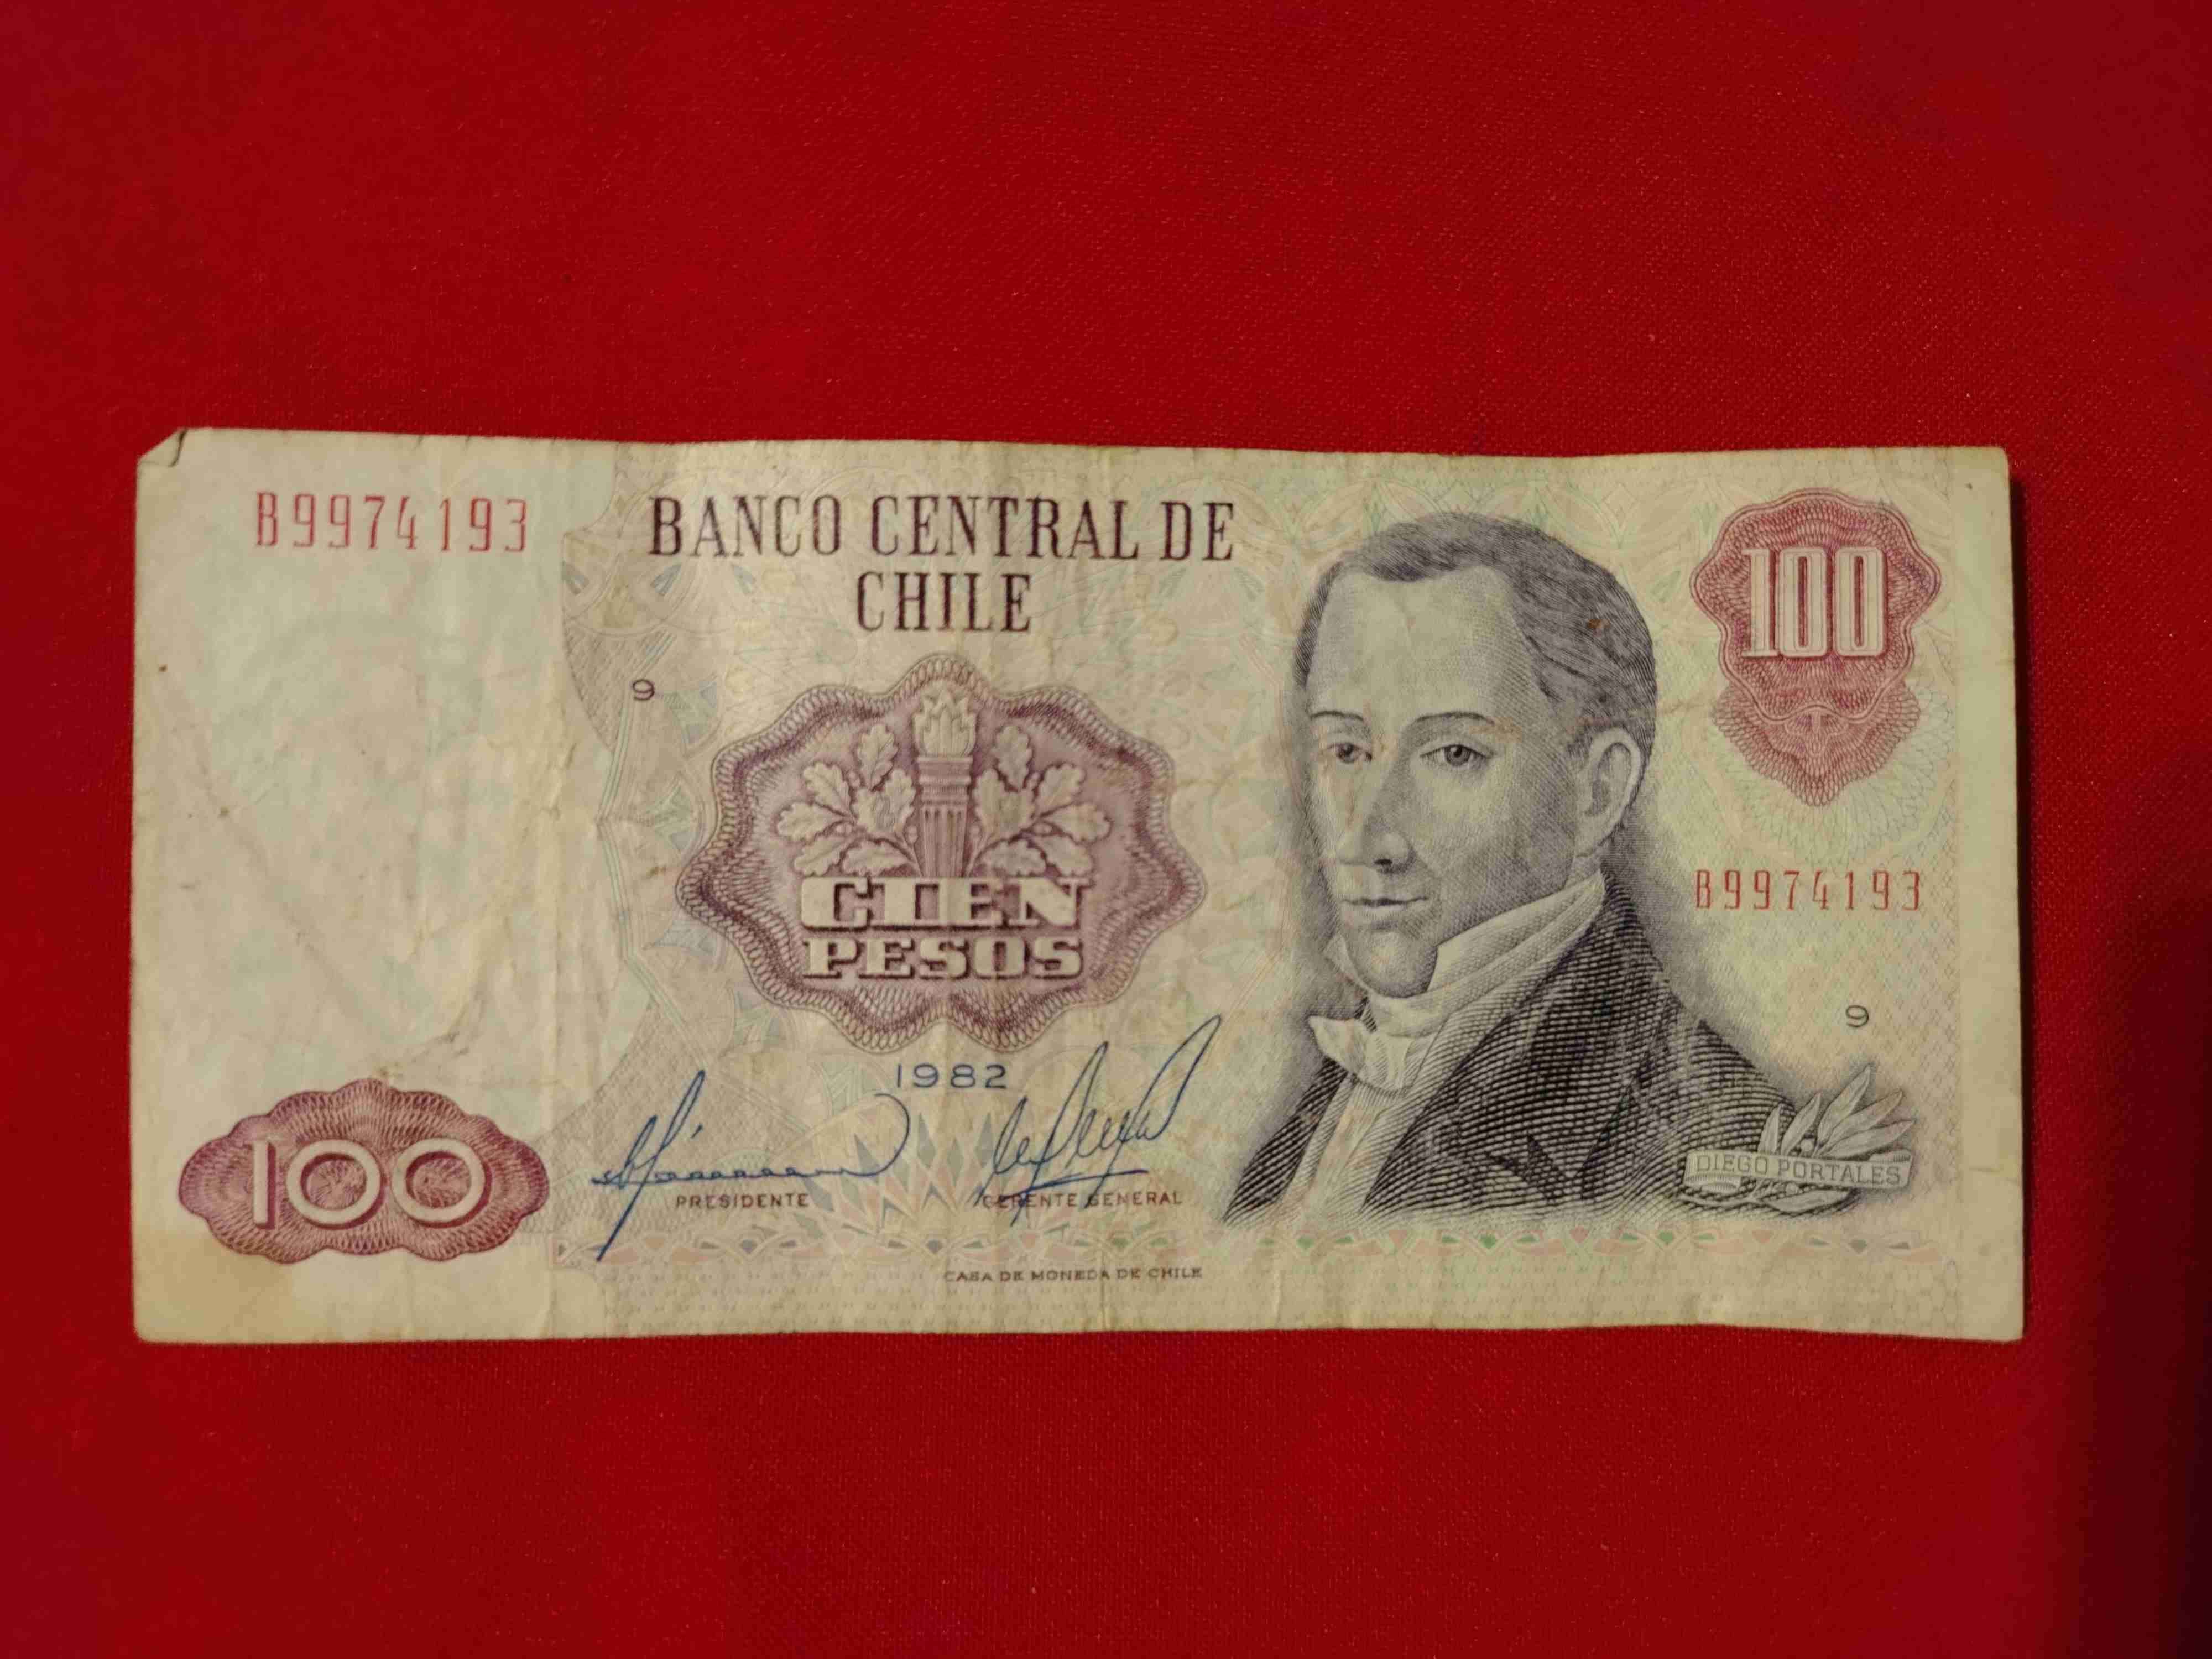 B9974193
BANCO CENTRAL DE
CHILE
100
9
CIEN
PESOS
B9974193
9
1982
100
PRESIDENTE
GERENTE GENERAL
DIEGO PORTALES
CASA DE MONEDA DE CHILE